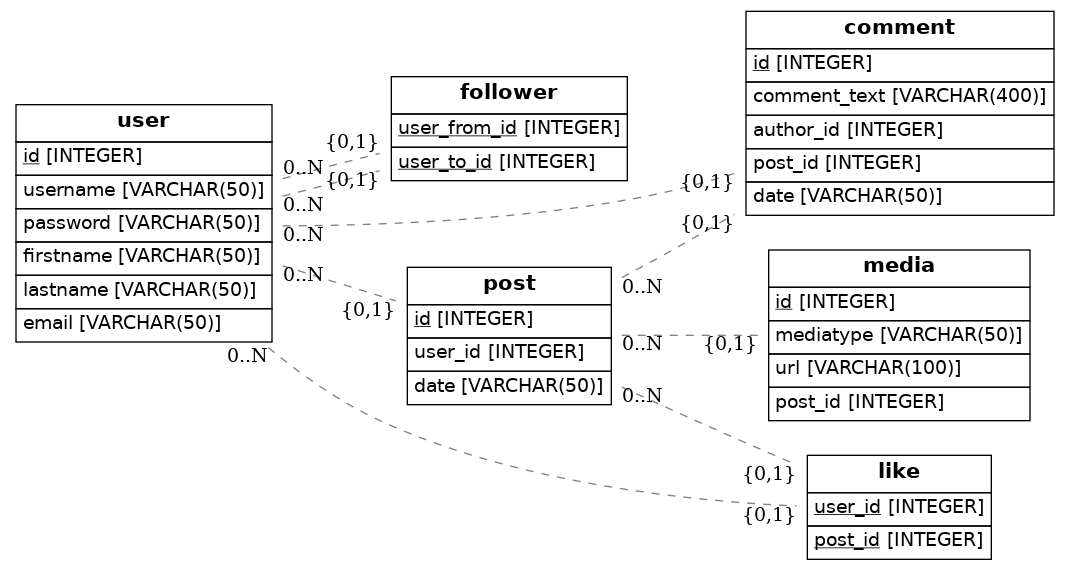 user
id [INTEGER]
username [VARCHAR(50)]
password [VARCHAR(50)]
firstname [VARCHAR(50)]
lastname [VARCHAR(50)]
email [VARCHAR(50)]
follower
user_from_id [INTEGER]
user_to_id [INTEGER]
comment
id [INTEGER]
comment_text [VARCHAR(400)]
author_id [INTEGER]
post_id [INTEGER]
date [VARCHAR(50)]
post
id [INTEGER]
user_id [INTEGER]
date [VARCHAR(50)]
media
id [INTEGER]
mediatype [VARCHAR(50)]
url [VARCHAR(100)]
post_id [INTEGER]
like
user_id [INTEGER]
post_id [INTEGER]
{0,1}
0..N
{0,1}
0..N
{0,1}
0..N
{0,1}
0..N
{0,1}
0..N
{0,1}
0..N
{0,1}
0..N
{0,1}
0..N